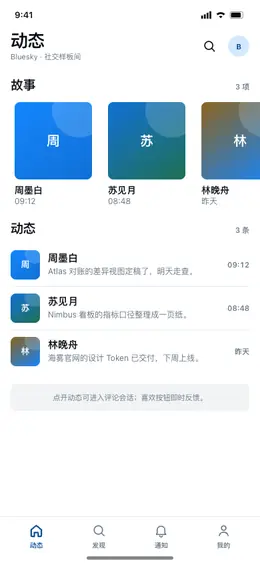 9:41
动态
Bluesky · 社交样板间
B
故事
3 项
周
苏
林
周墨白
09:12
苏见月
08:48
林晚舟
昨天
动态
3 条
周
周墨白
Atlas 对账的差异视图定稿了，明天走查。
09:12
苏
苏见月
Nimbus 看板的指标口径整理成一页纸。
08:48
林
林晚舟
海雾官网的设计 Token 已交付，下周上线。
昨天
点开动态可进入评论会话；喜欢按钮即时反馈。
动态
发现
通知
我的